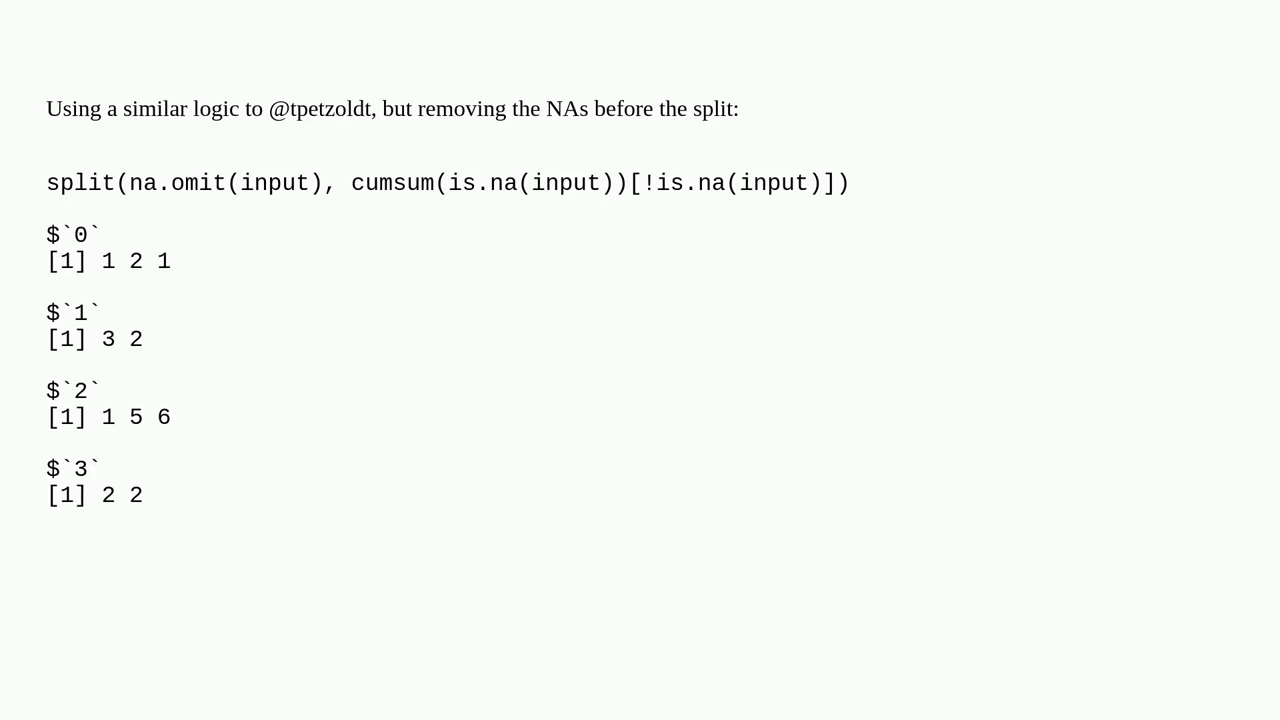 Using a similar logic to @tpetzoldt, but removing the NAs before the split:
split(na.omit(input), cumsum(is.na(input))[!is.na(input)])
$`0`
[1] 1 2 1
$`1`
[1] 3 2
$`2`
[1] 1 5 6
$`3`
[1] 2 2